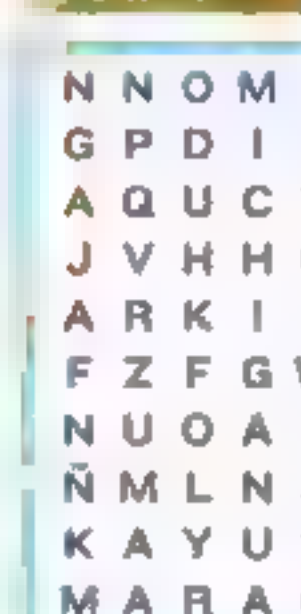 N N O M
G P D I
A Q U C
J V H H
A R K I
F Z F G
N U O A
Ñ M L N
K A Y U
M A R A